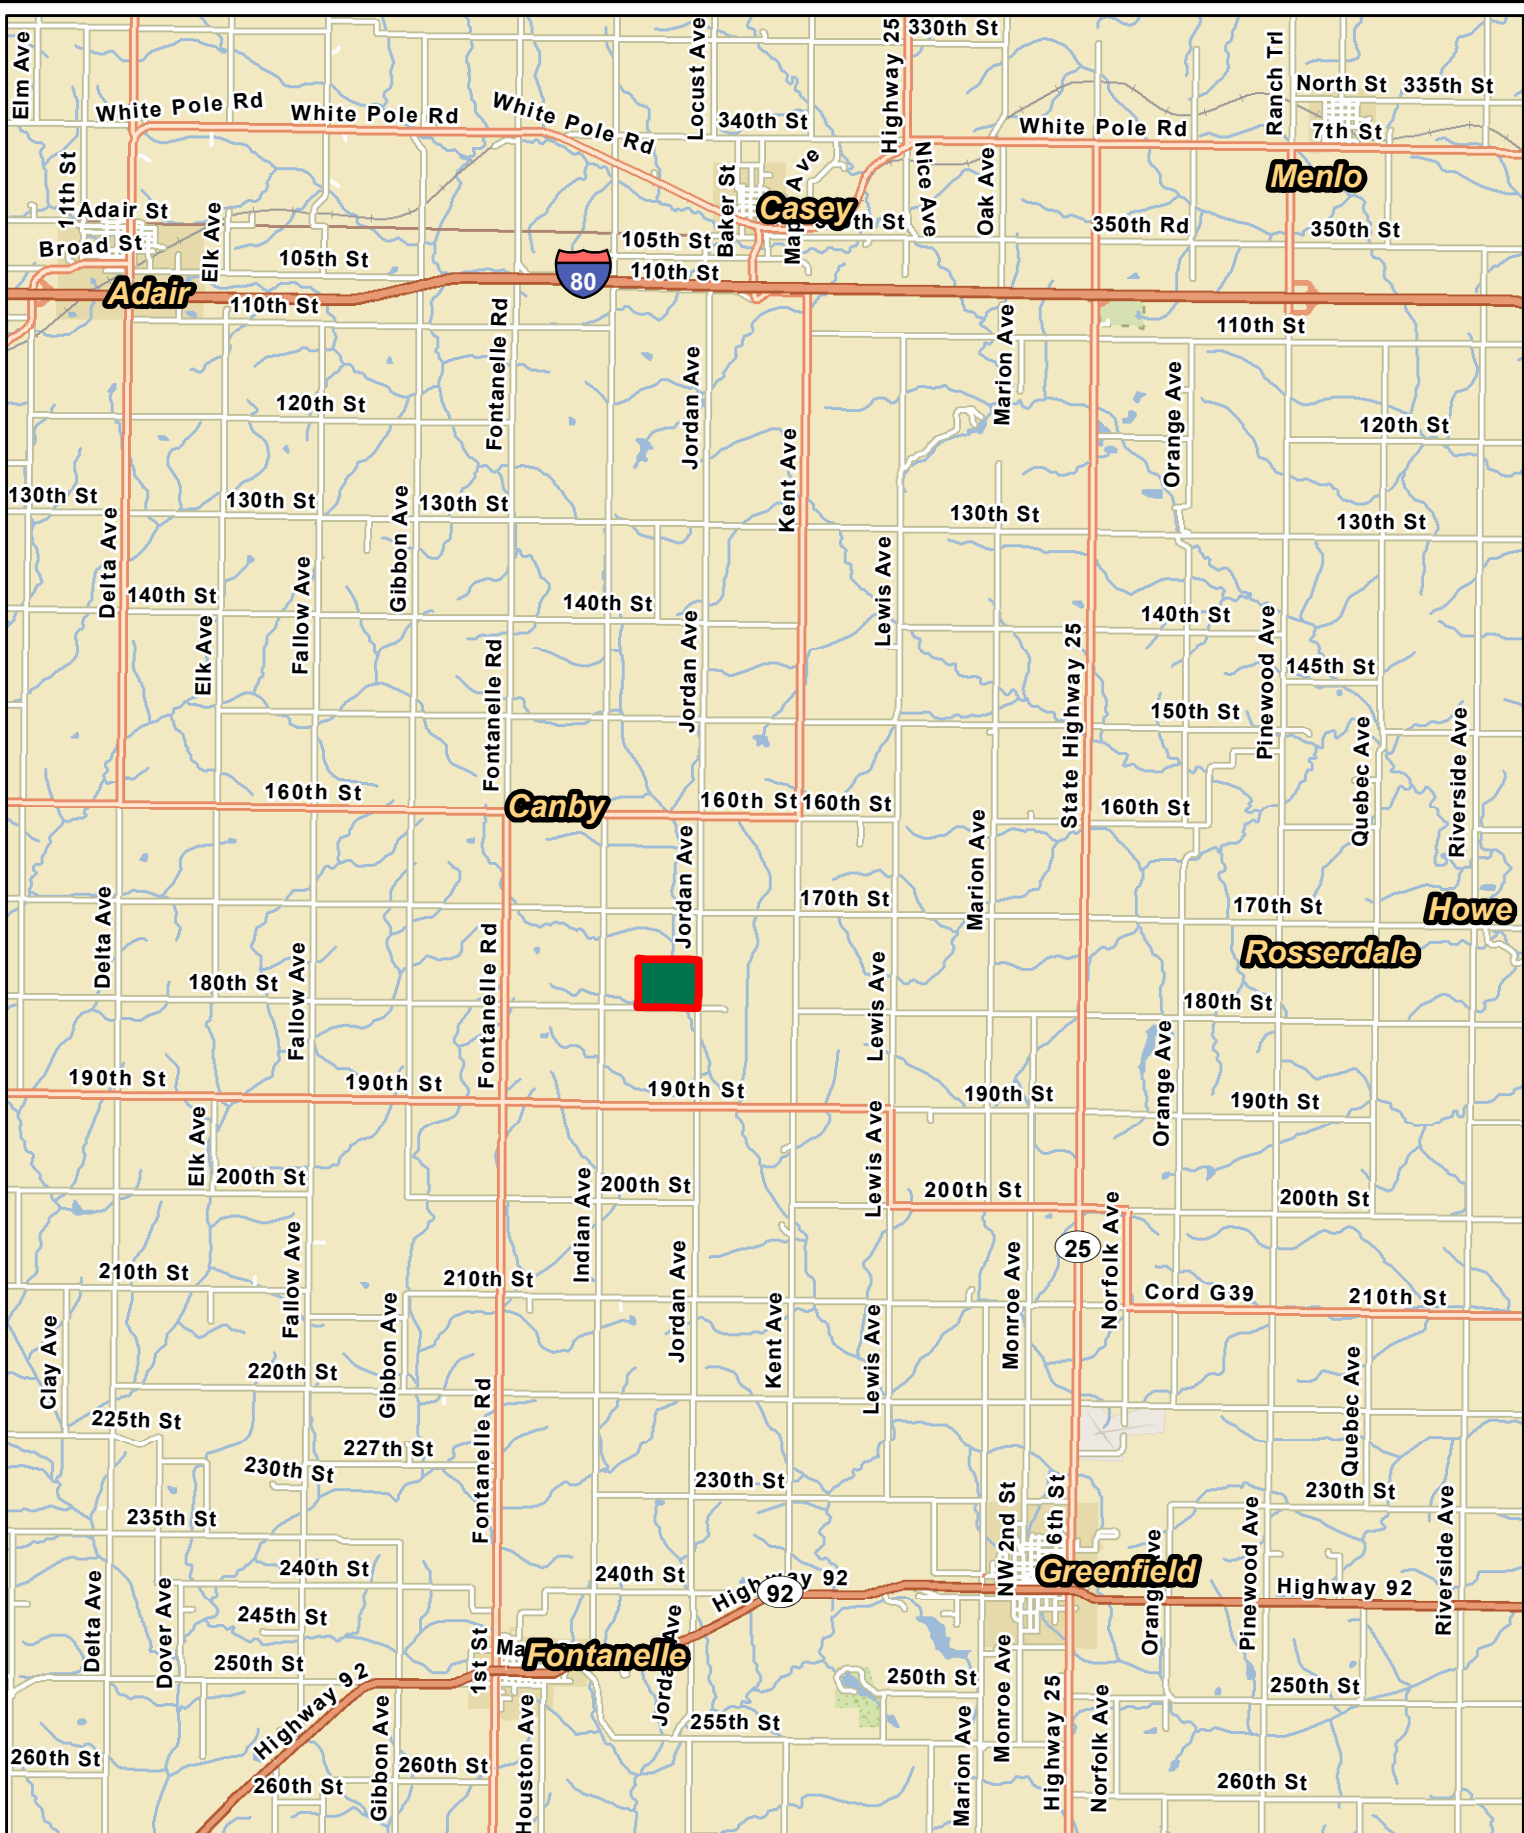 330th St
Elm Ave
Locust Ave
Highway 25
Ranch Trl
North St
335th St
White Pole Rd
White Pole Rd
White Pole Rd
340th St
White Pole Rd
7th St
11th St
Adair St
Broad St
Elk Ave
105th St
Baker St
105th St
Casey
Nice Ave
Oak Ave
350th Rd
Menlo
350th St
Adair
110th St
80
110th St
110th St
Fontanelle Rd
Jordan Ave
Marion Ave
Orange Ave
120th St
120th St
Kent Ave
130th St
130th St
130th St
130th St
130th St
Delta Ave
Gibbon Ave
Fallow Ave
Lewis Ave
140th St
140th St
140th St
Elk Ave
Fontanelle Rd
Jordan Ave
State Highway 25
Pinewood Ave
145th St
150th St
Quebec Ave
Riverside Ave
160th St
Canby
160th St
160th St
160th St
Jordan Ave
Marion Ave
Delta Ave
170th St
170th St
Howe
Rosserdale
Fallow Ave
Fontanelle Rd
Lewis Ave
180th St
180th St
Orange Ave
190th St
190th St
190th St
190th St
190th St
Elk Ave
Lewis Ave
200th St
Indian Ave
200th St
200th St
200th St
Fallow Ave
Jordan Ave
Monroe Ave
25
Norfolk Ave
210th St
210th St
Cord G39
210th St
Clay Ave
Gibbon Ave
Kent Ave
Lewis Ave
Quebec Ave
220th St
Fontanelle Rd
225th St
227th St
230th St
230th St
NW 2nd St
6th St
230th St
235th St
Pinewood Ave
Riverside Ave
240th St
240th St
Highway 92
92
Greenfield
Highway 92
Delta Ave
Dover Ave
245th St
1st St
Fontanelle
250th St
Highway 92
250th St
Monroe Ave
250th St
Gibbon Ave
Houston Ave
255th St
Marion Ave
Highway 25
Norfolk Ave
260th St
260th St
260th St
260th St